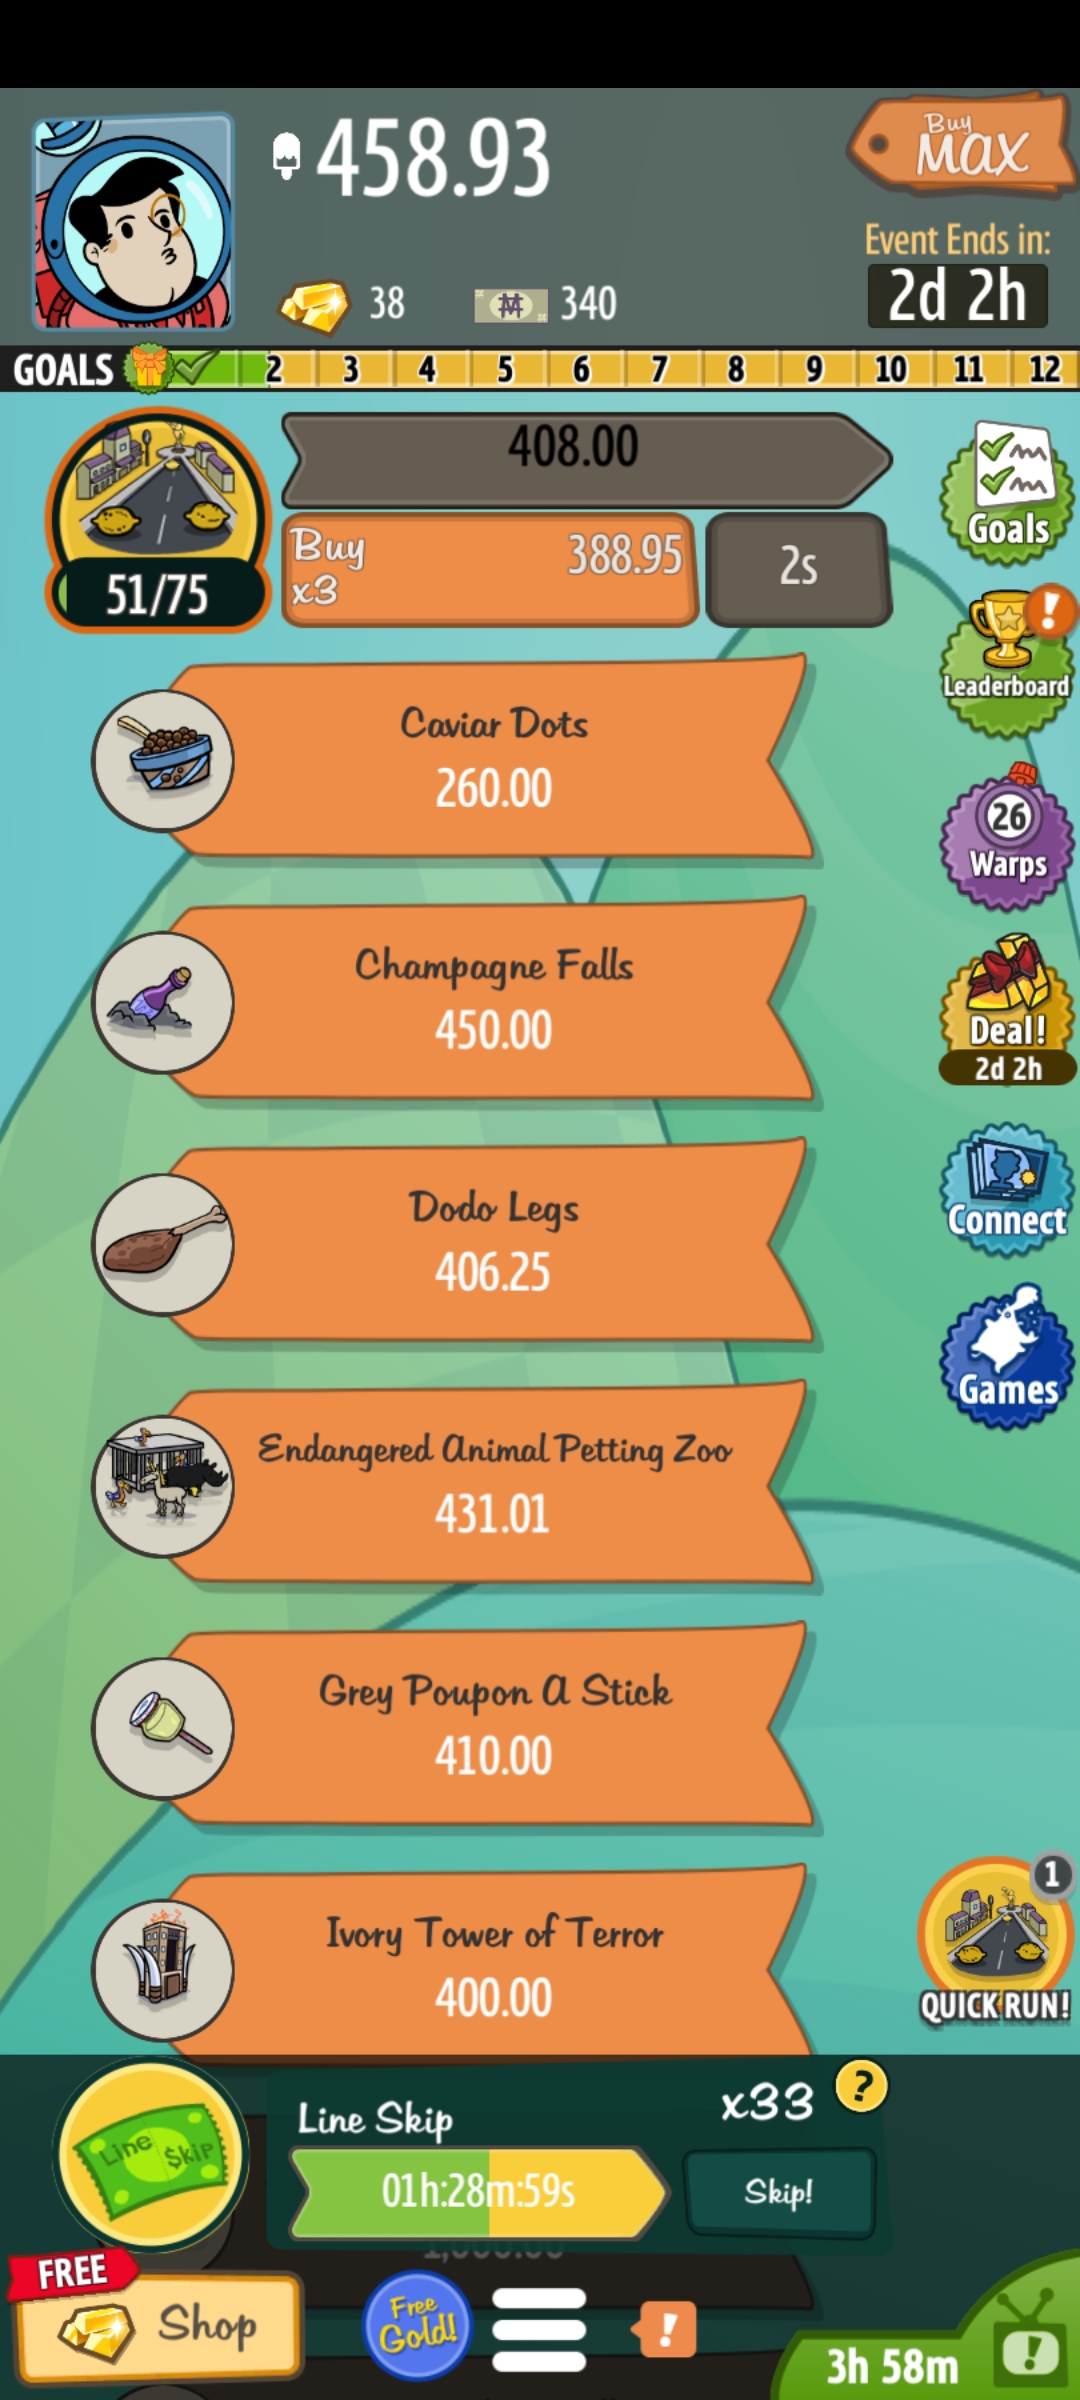 458.93
Buy
MAX
Event Ends in:
38
340
2d 2h
GOALS 2 3 4 5 6 7 8 9 10 11 12
408.00
Buy
x3
388.95
2s
51/75
Goals
!
Leaderboard
Caviar Dots
260.00
26
Warps
Champagne Falls
450.00
Deal!
2d 2h
Dodo Legs
406.25
Connect
Games
Endangered Animal Petting Zoo
431.01
Grey Poupon A Stick
410.00
Ivory Tower of Terror
400.00
1
QUICK RUN!
Line $kip
Line Skip
x33
?
01h:28m:59s
Skip!
1,000.00
FREE
Shop
Free
Gold!
!
3h 58m
!